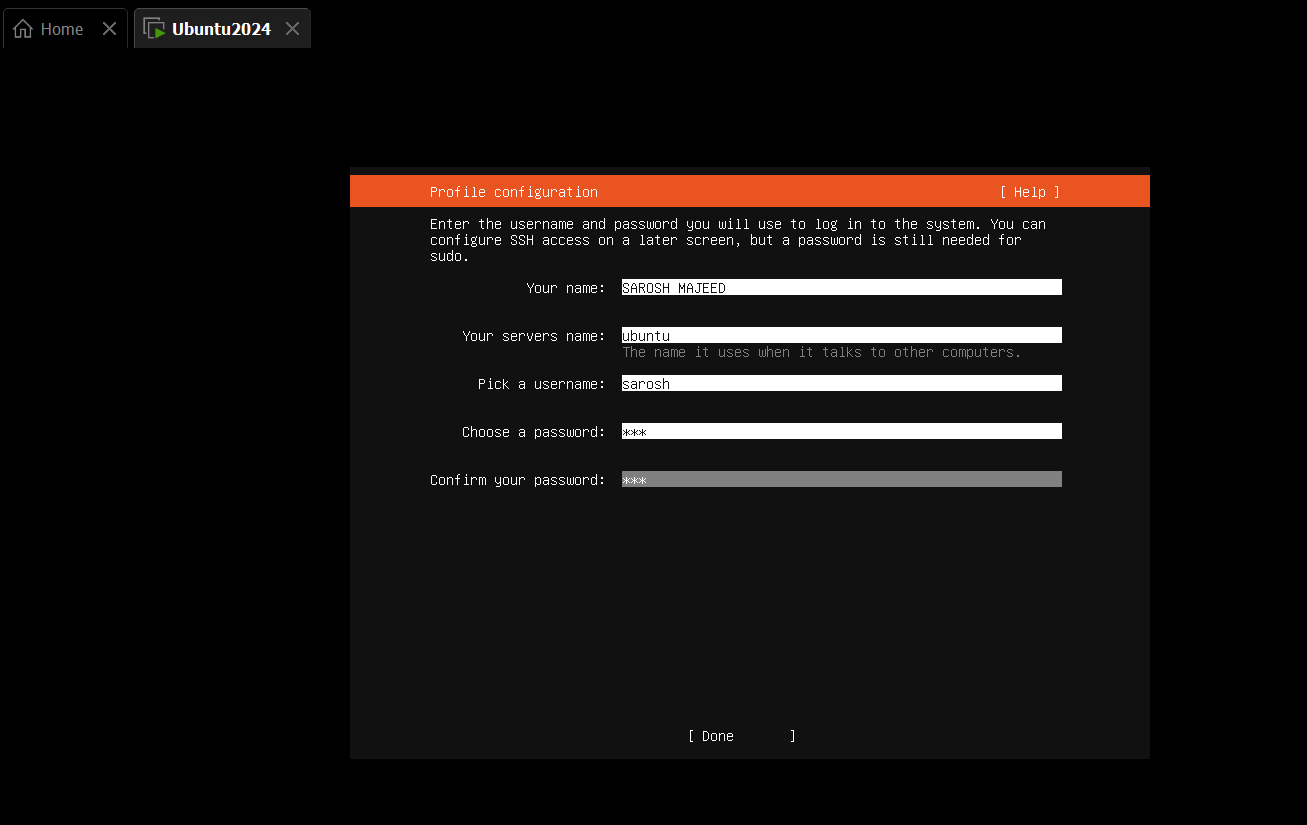 Home
Ubuntu2024
Profile configuration [ Help ]
Enter the username and password you will use to log in to the system. You can
configure SSH access on a later screen, but a password is still needed for
sudo.
Your name: SAROSH MAJEED
Your servers name: ubuntu
The name it uses when it talks to other computers.
Pick a username: sarosh
Choose a password: ***
Confirm your password: ***
[ Done ]